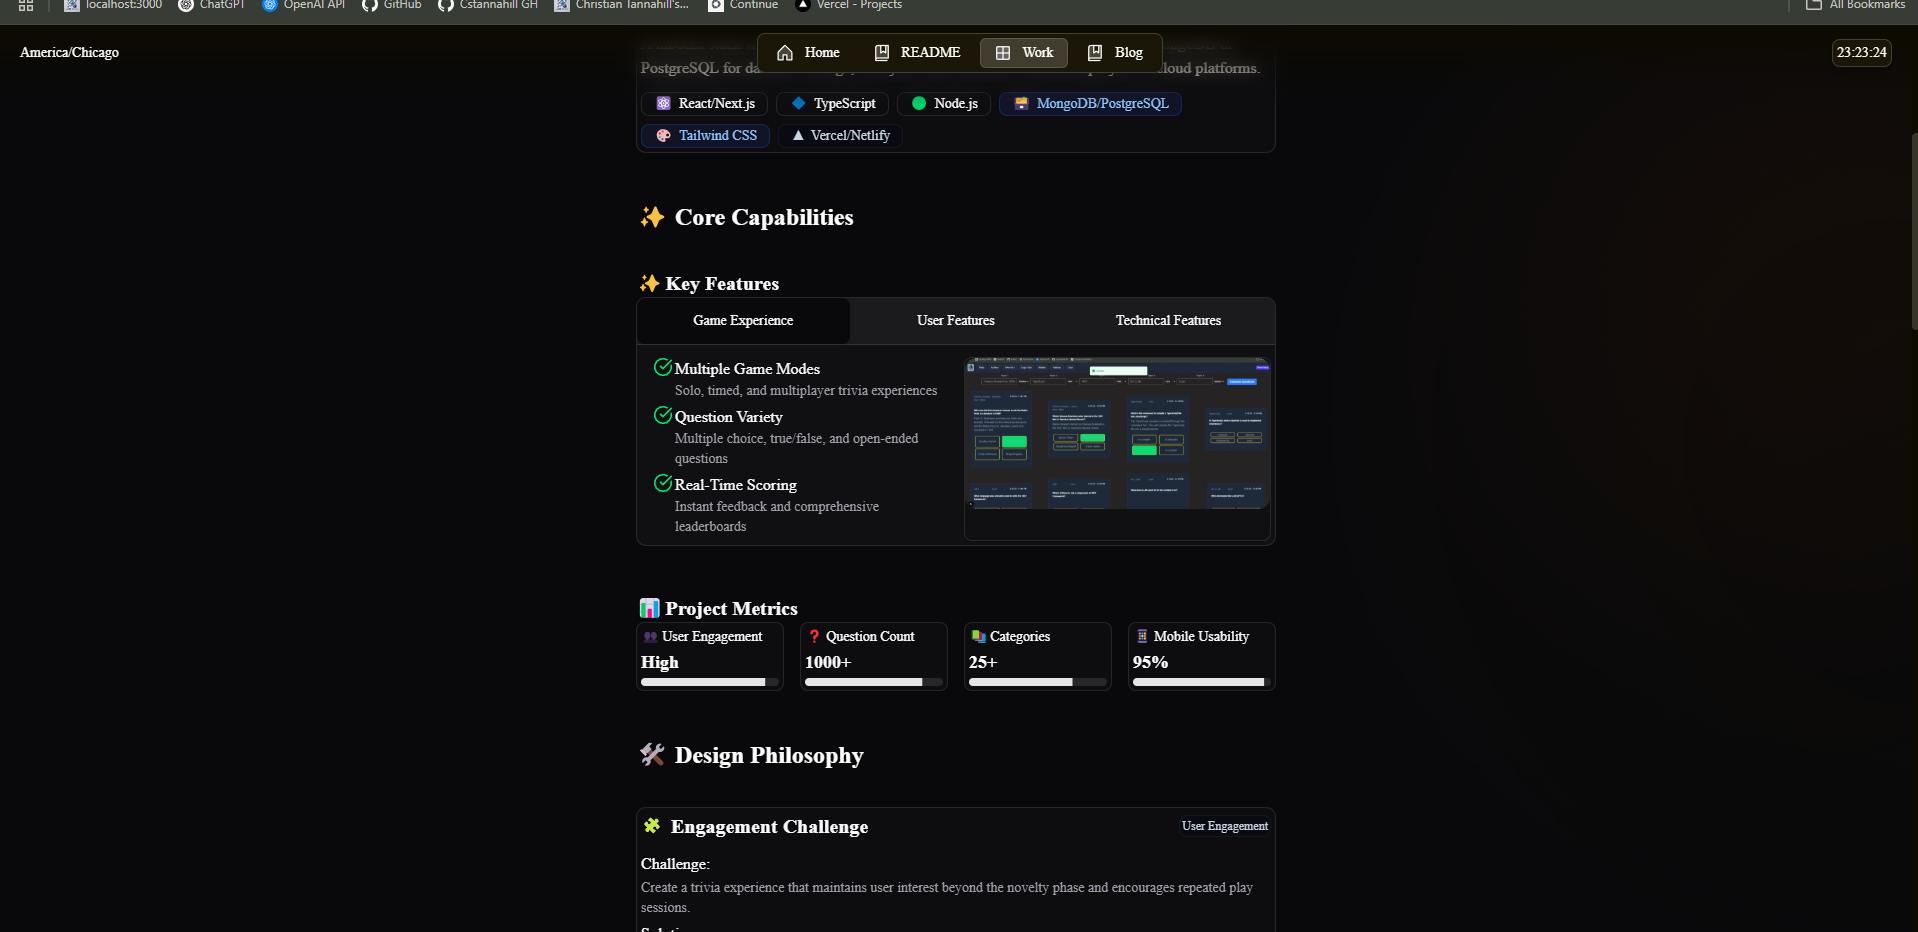 localhost:3000
ChatGPT
OpenAI API
GitHub
Cstannahill GH
Christian Tannahill's...
Continue
Vercel - Projects
All Bookmarks
America/Chicago
Home
README
Work
Blog
23:23:24
PostgreSQL for da
loud platforms.
React/Next.js
TypeScript
Node.js
MongoDB/PostgreSQL
Tailwind CSS
Vercel/Netlify
Core Capabilities
Key Features
Game Experience
User Features
Technical Features
Multiple Game Modes
Solo, timed, and multiplayer trivia experiences
Question Variety
Multiple choice, true/false, and open-ended
questions
Real-Time Scoring
Instant feedback and comprehensive
leaderboards
Project Metrics
User Engagement
High
Question Count
1000+
Categories
25+
Mobile Usability
95%
Design Philosophy
Engagement Challenge
User Engagement
Challenge:
Create a trivia experience that maintains user interest beyond the novelty phase and encourages repeated play
sessions.